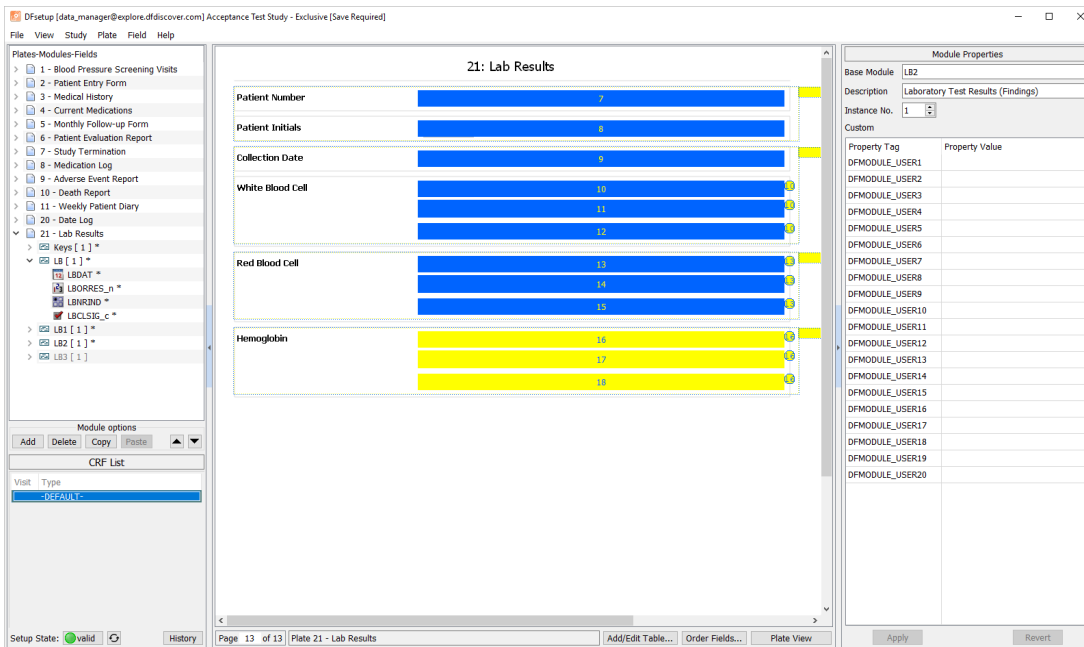 DFsetup [data_manager@explore.dfdiscover.com] Acceptance Test Study - Exclusive [Save Required]
File View Study Plate Field Help
Plates-Modules-Fields
1 - Blood Pressure Screening Visits
2 - Patient Entry Form
3 - Medical History
4 - Current Medications
5 - Monthly Follow-up Form
6 - Patient Evaluation Report
7 - Study Termination
8 - Medication Log
9 - Adverse Event Report
10 - Death Report
11 - Weekly Patient Diary
20 - Date Log
21 - Lab Results
Keys [ 1 ] *
LB [ 1 ] *
LBDAT *
LBORRES_n *
LBNRIND *
LBCLSIG_c *
LB1 [ 1 ] *
LB2 [ 1 ] *
LB3 [ 1 ]
Module options
Add Delete Copy Paste
CRF List
Visit Type
-DEFAULT-
Setup State: valid History
21: Lab Results
Patient Number 7
Patient Initials 8
Collection Date 9
White Blood Cell 10 10
11 10
12 10
Red Blood Cell 13 13
14 13
15 13
Hemoglobin 16 16
17 16
18 16
Page 13 of 13 Plate 21 - Lab Results Add/Edit Table... Order Fields... Plate View
Module Properties
Base Module LB2
Description Laboratory Test Results (Findings)
Instance No. 1
Custom
Property Tag Property Value
DFMODULE_USER1
DFMODULE_USER2
DFMODULE_USER3
DFMODULE_USER4
DFMODULE_USER5
DFMODULE_USER6
DFMODULE_USER7
DFMODULE_USER8
DFMODULE_USER9
DFMODULE_USER10
DFMODULE_USER11
DFMODULE_USER12
DFMODULE_USER13
DFMODULE_USER14
DFMODULE_USER15
DFMODULE_USER16
DFMODULE_USER17
DFMODULE_USER18
DFMODULE_USER19
DFMODULE_USER20
Apply Revert